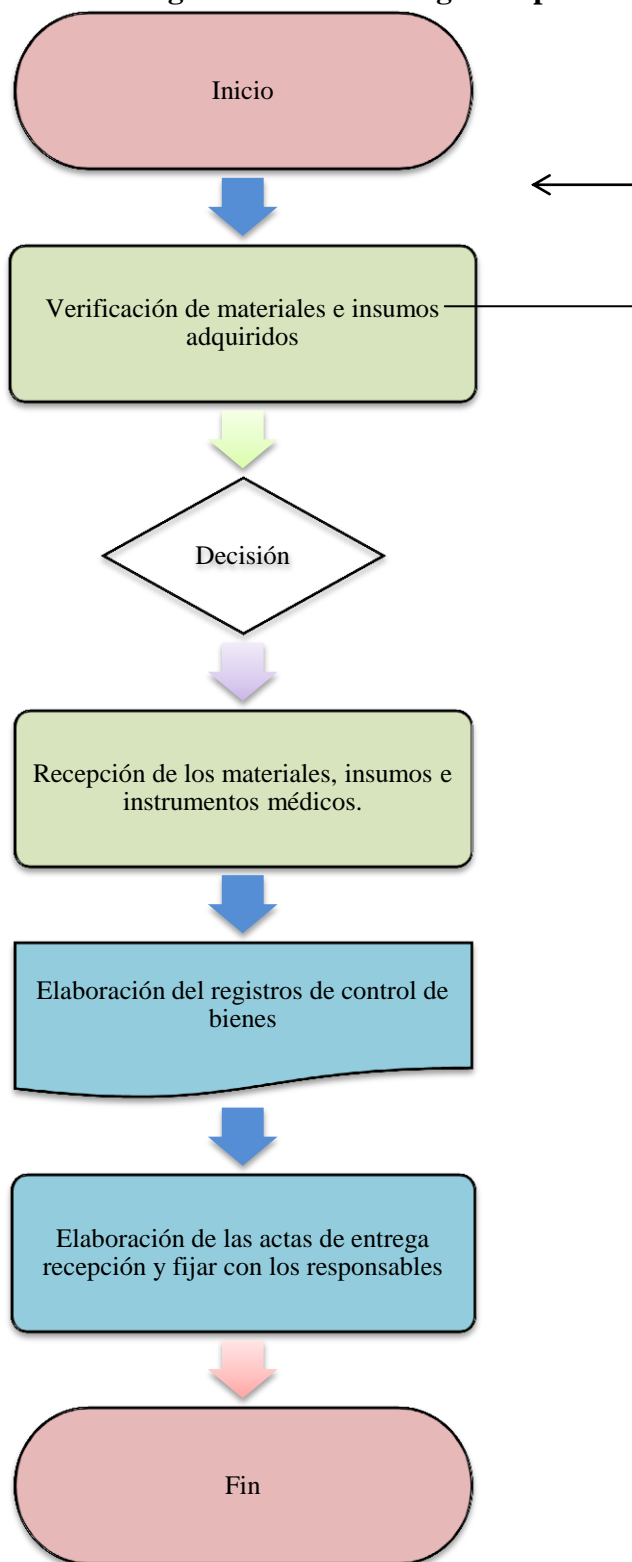 Inicio
Verificación de materiales e insumos
adquiridos
Decisión
Recepción de los materiales, insumos e
instrumentos médicos.
Elaboración del registros de control de
bienes
Elaboración de las actas de entrega
recepción y fijar con los responsables
Fin